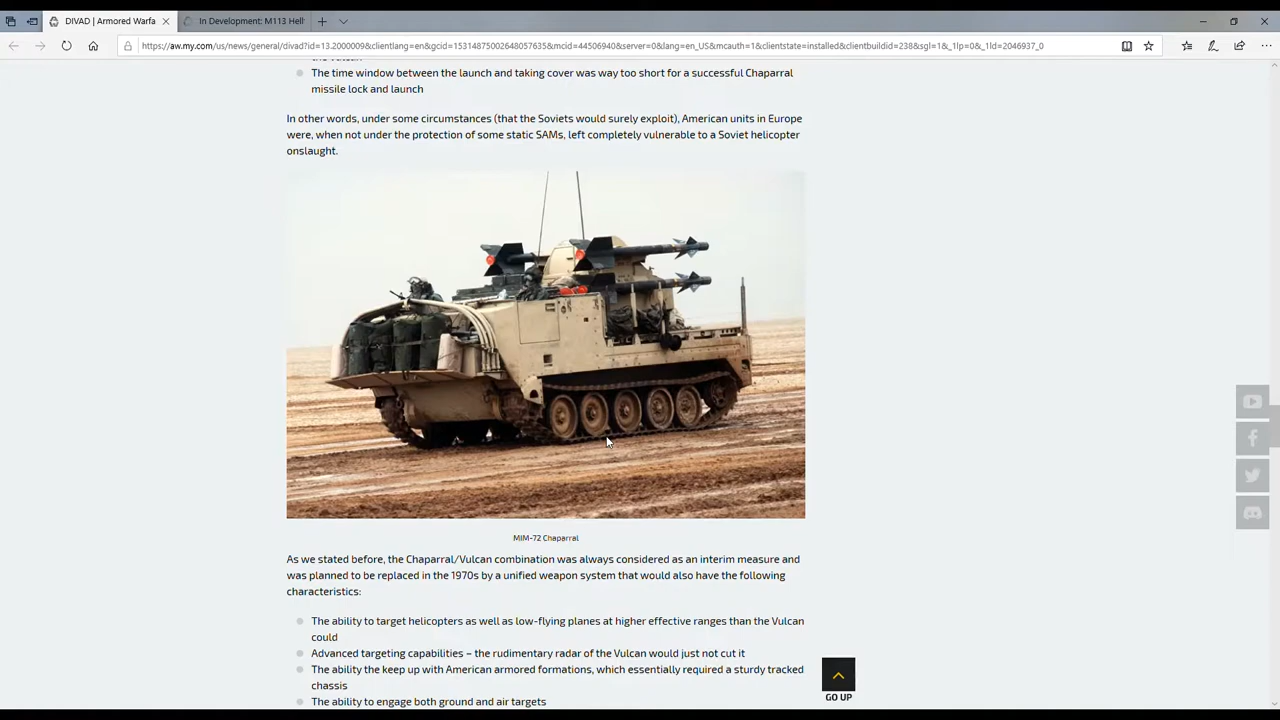 DIVAD | Armored Warfa
In Development: M113 Hell
https://aw.my.com/us/news/general/divad?id=13.2000009&clientlang=en&gcid=15314875002648057635&mcid=44506940&server=0&lang=en_US&mcauth=1&clientstate=installed&clientbuildid=238&sgl=1&_1lp=0&_1ld=2046937_0
The time window between the launch and taking cover was way too short for a successful Chaparral
missile lock and launch
In other words, under some circumstances (that the Soviets would surely exploit), American units in Europe
were, when not under the protection of some static SAMs, left completely vulnerable to a Soviet helicopter
onslaught.
MIM-72 Chaparral
As we stated before, the Chaparral/Vulcan combination was always considered as an interim measure and
was planned to be replaced in the 1970s by a unified weapon system that would also have the following
characteristics:
The ability to target helicopters as well as low-flying planes at higher effective ranges than the Vulcan
could
Advanced targeting capabilities – the rudimentary radar of the Vulcan would just not cut it
The ability the keep up with American armored formations, which essentially required a sturdy tracked
chassis
The ability to engage both ground and air targets
GO UP